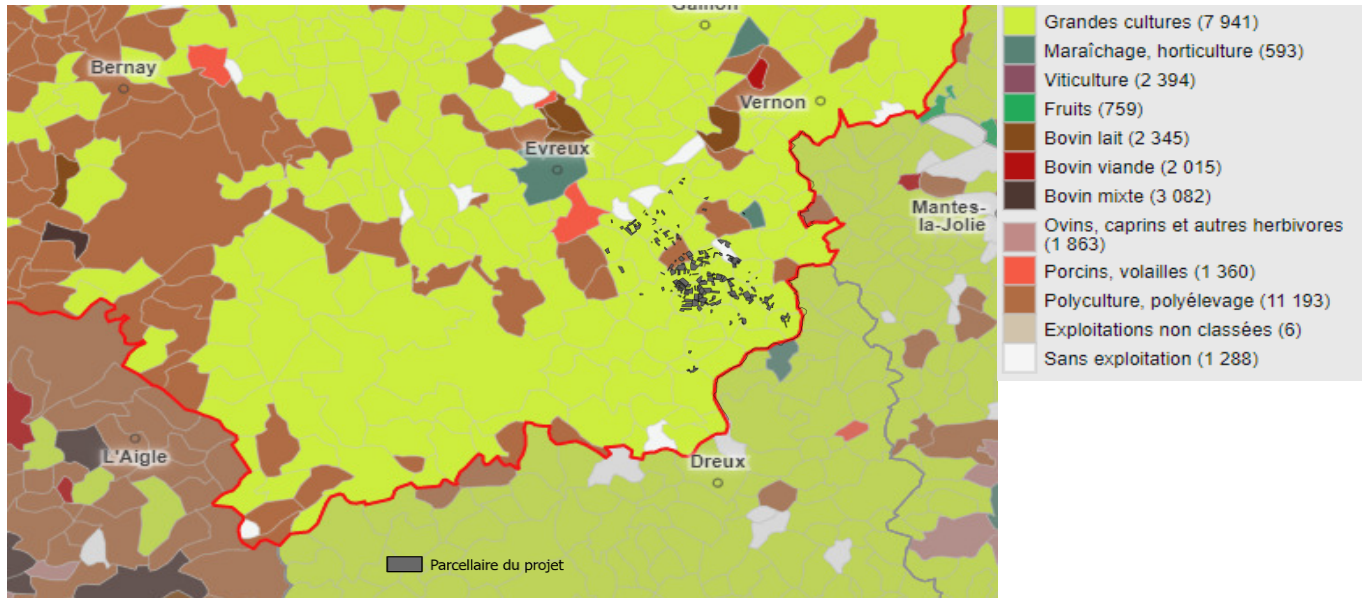 Gaillon
Bernay
Vernon
Evreux
Mantes-
la-Jolie
L'Aigle
Dreux
Parcellaire du projet
Grandes cultures (7 941)
Maraîchage, horticulture (593)
Viticulture (2 394)
Fruits (759)
Bovin lait (2 345)
Bovin viande (2 015)
Bovin mixte (3 082)
Ovins, caprins et autres herbivores
(1 863)
Porcins, volailles (1 360)
Polyculture, polyélevage (11 193)
Exploitations non classées (6)
Sans exploitation (1 288)